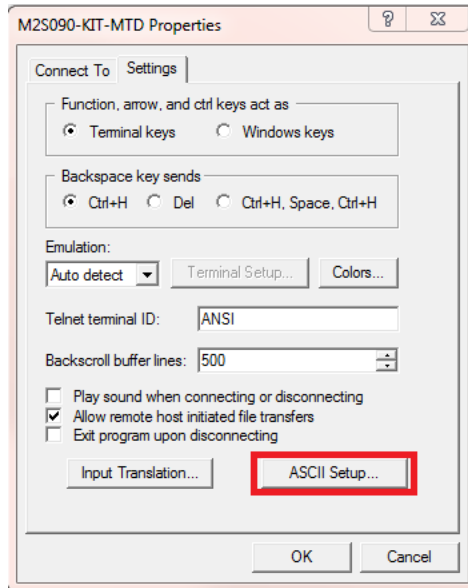 M2S090-KIT-MTD Properties
Connect To Settings
Function, arrow, and ctrl keys act as
Terminal keys Windows keys
Backspace key sends
Ctrl+H Del Ctrl+H, Space, Ctrl+H
Emulation:
Auto detect Terminal Setup... Colors...
Telnet terminal ID: ANSI
Backscroll buffer lines: 500
Play sound when connecting or disconnecting
Allow remote host initiated file transfers
Exit program upon disconnecting
Input Translation... ASCII Setup...
OK Cancel